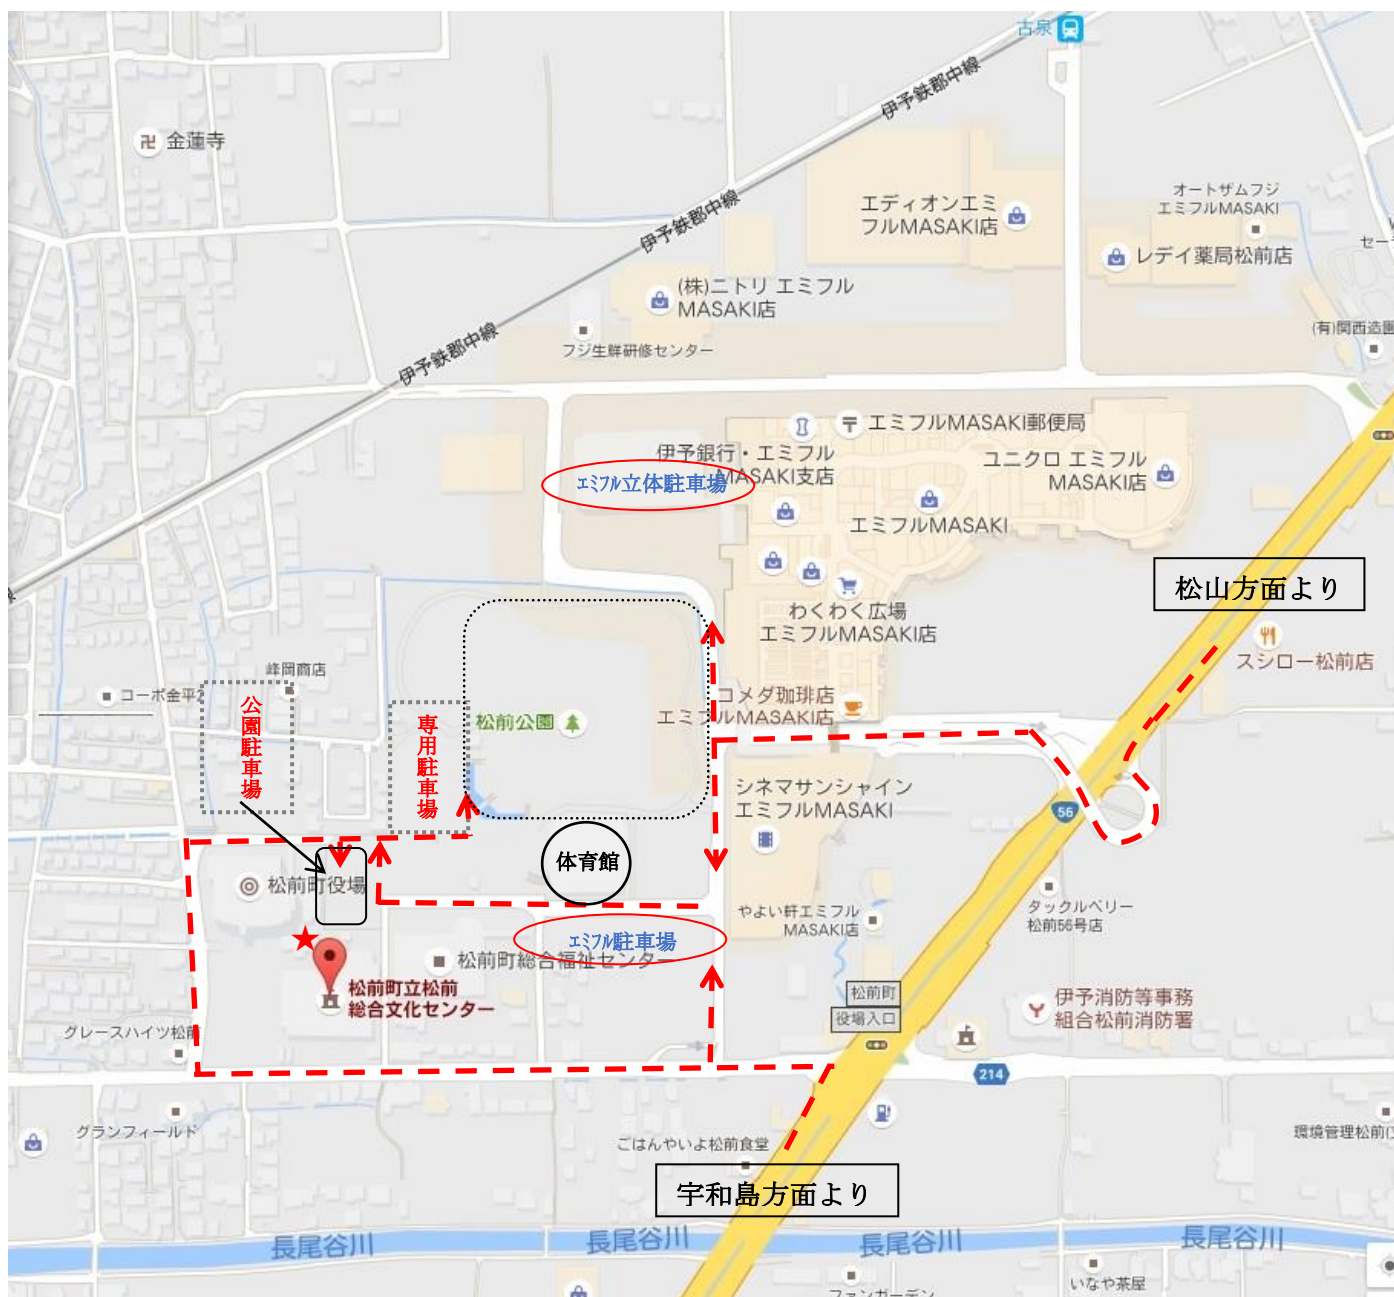 古泉
伊予鉄郡中線
金蓮寺
エディオンエミ
フルMASAKI店
オートザムフジ
エミフルMASAKI
セー
レデイ薬局松前店
伊予鉄郡中線
(株)ニトリ エミフル
MASAKI店
(有)関西造園
フジ生鮮研修センター
伊予鉄郡中線
エミフルMASAKI郵便局
伊予銀行・エミフル
MASAKI支店
ユニクロ エミフル
MASAKI店
エミフル立体駐車場
エミフルMASAKI
松山方面より
わくわく広場
エミフルMASAKI店
スシロー松前店
峰岡商店
コーポ金平2
公園駐車場
専用駐車場
松前公園
コメダ珈琲店
エミフルMASAKI店
シネマサンシャイン
エミフルMASAKI
56
体育館
松前町役場
やよい軒エミフル
MASAKI店
タックルベリー
松前56号店
エミフル駐車場
松前町総合福祉センター
松前町立松前
総合文化センター
松前町
役場入口
伊予消防等事務
組合松前消防署
グレースハイツ松前
214
グランフィールド
ごはんやいよ松前食堂
環境管理松前(
宇和島方面より
長尾谷川
長尾谷川
長尾谷川
長尾谷川
いなや茶屋
ファンガーデン